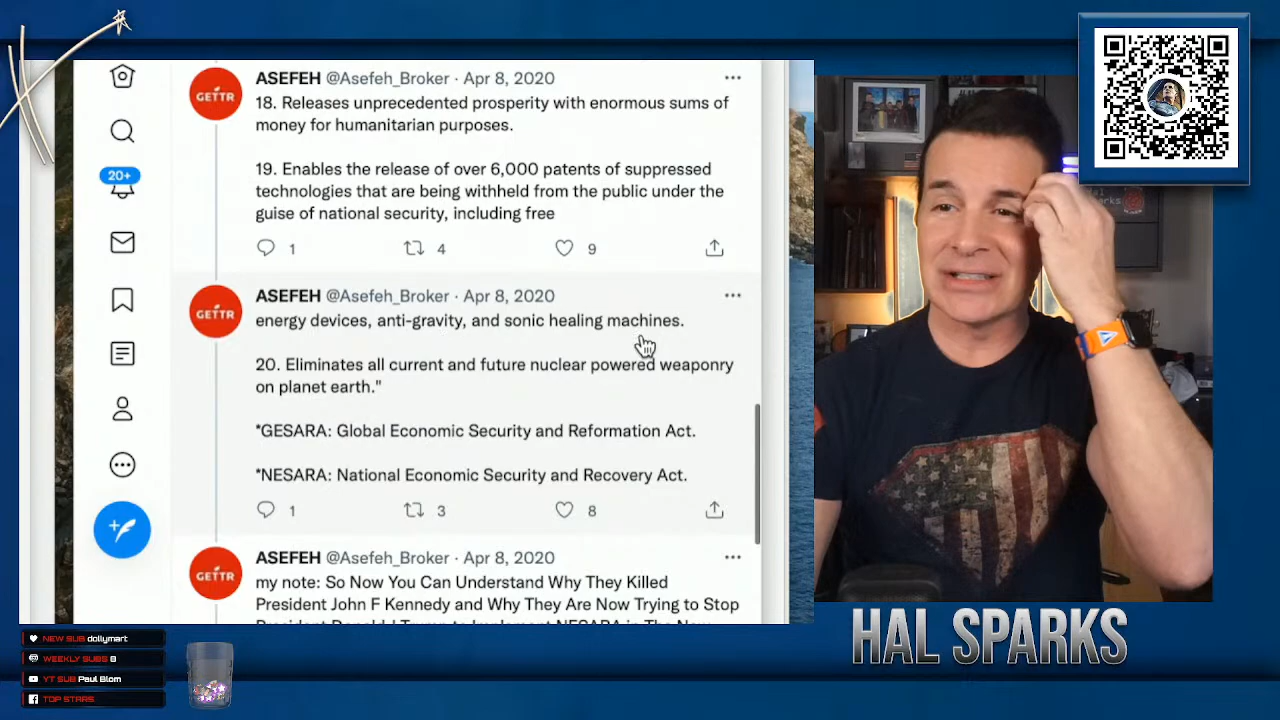 ASEFEH @Asefeh_Broker · Apr 8, 2020
18. Releases unprecedented prosperity with enormous sums of
money for humanitarian purposes.
19. Enables the release of over 6,000 patents of suppressed
technologies that are being withheld from the public under the
guise of national security, including free
1 4 9
20+
GETTR
ASEFEH @Asefeh_Broker · Apr 8, 2020
energy devices, anti-gravity, and sonic healing machines.
20. Eliminates all current and future nuclear powered weaponry
on planet earth."
*GESARA: Global Economic Security and Reformation Act.
*NESARA: National Economic Security and Recovery Act.
1 3 8
GETTR
ASEFEH @Asefeh_Broker · Apr 8, 2020
my note: So Now You Can Understand Why They Killed
President John F Kennedy and Why They Are Now Trying to Stop
GETTR
HAL SPARKS
NEW SUB dollymart
WEEKLY SUBS 8
YT SUB Paul Blom
TOP STARS